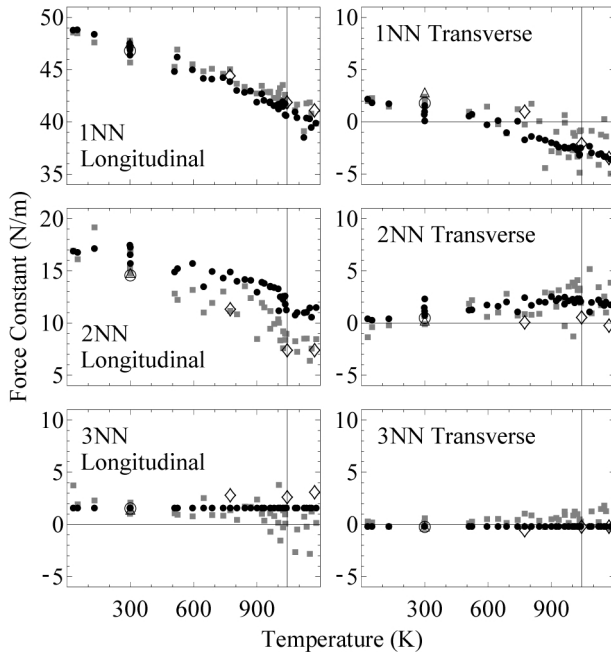 50
45
40
35
1NN
Longitudinal
10
5
0
−5
1NN Transverse
Force Constant (N/m)
20
15
10
5
2NN
Longitudinal
10
5
0
−5
2NN Transverse
10
5
0
−5
3NN
Longitudinal
10
5
0
−5
3NN Transverse
300 600 900
300 600 900
Temperature (K)